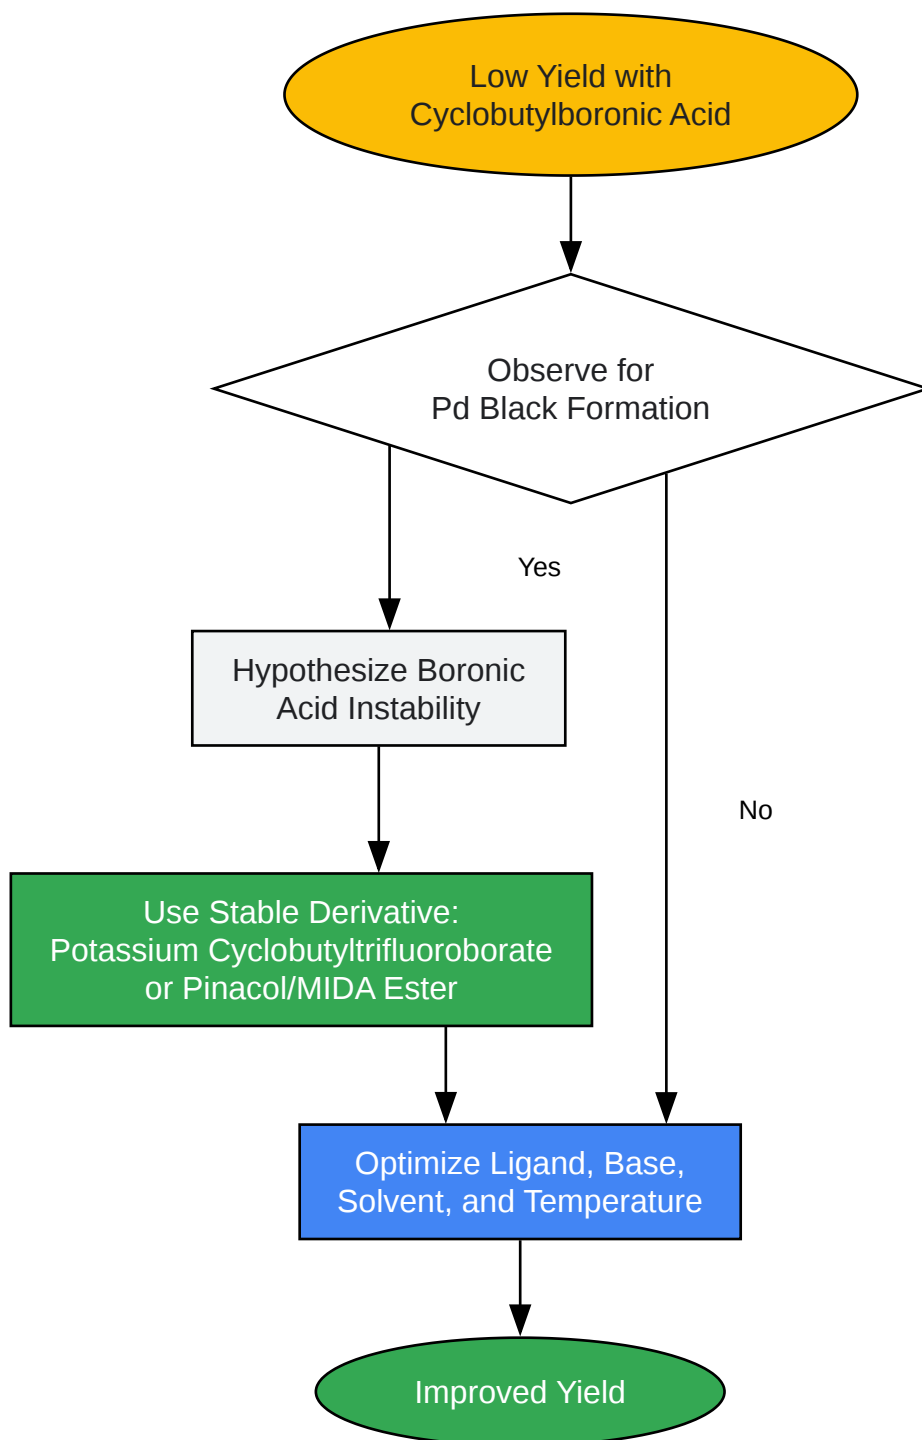 Low Yield with
Cyclobutylboronic Acid
Observe for
Pd Black Formation
Yes
Hypothesize Boronic
Acid Instability
No
Use Stable Derivative:
Potassium Cyclobutyltrifluoroborate
or Pinacol/MIDA Ester
Optimize Ligand, Base,
Solvent, and Temperature
Improved Yield